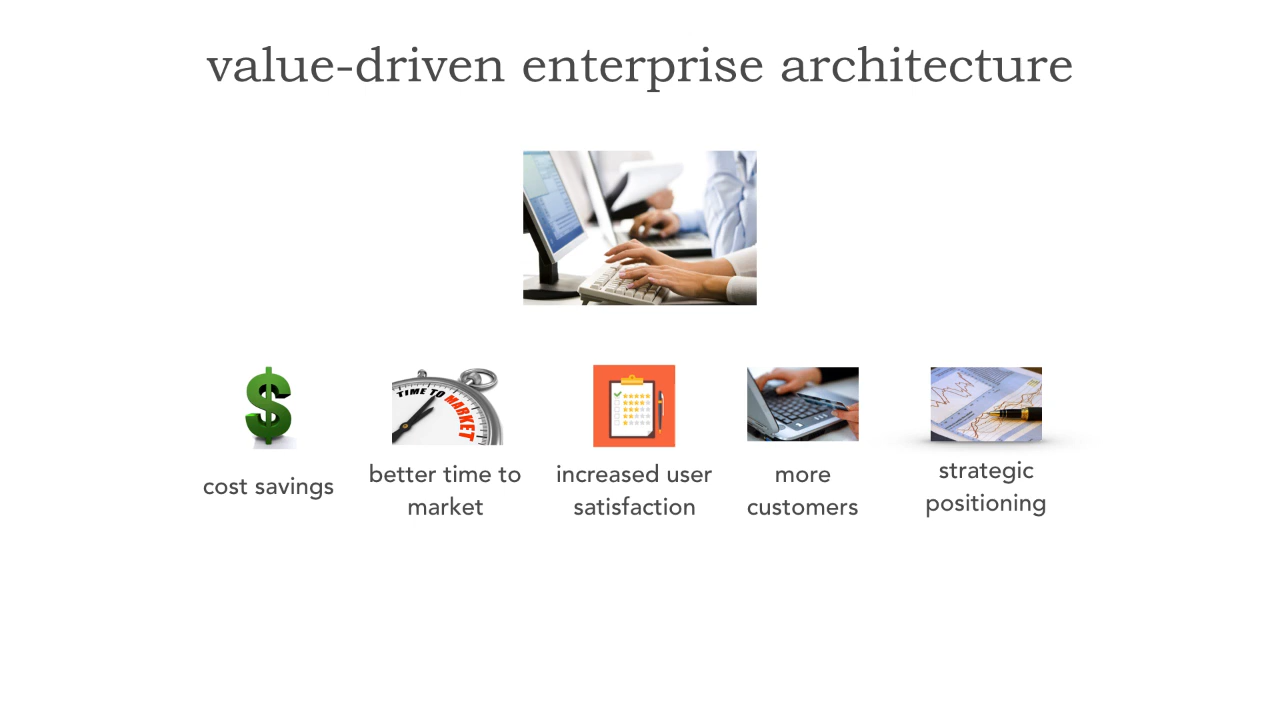 value-driven enterprise architecture
TIME TO MARKET
cost savings
better time to
market
increased user
satisfaction
more
customers
strategic
positioning